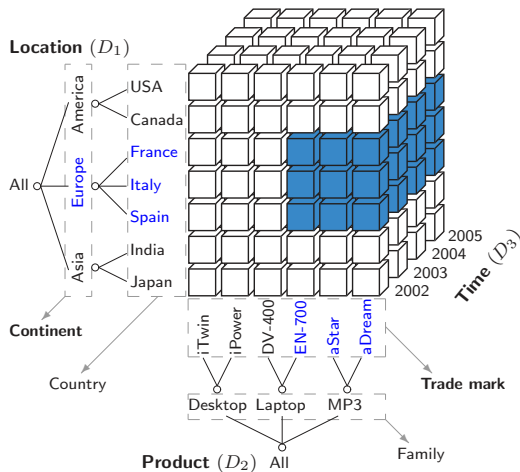 Location (D₁)
America
USA
Canada
France
All
Europe
Italy
Spain
Asia
India
Japan
2005
2004
2003
2002
Time (D₃)
Continent
Country
iTwin
iPower
DV-400
EN-700
aStar
aDream
Trade mark
Desktop
Laptop
MP3
Family
Product (D₂)
All